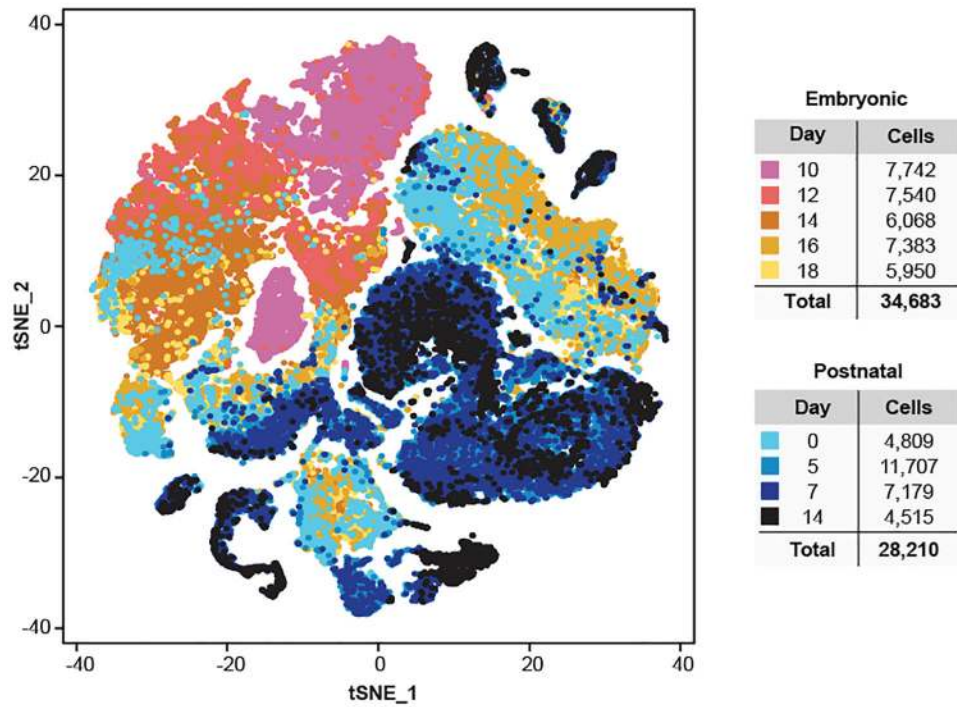 40
20
0
-20
-40
tSNE_2
-40 -20 0 20 40
tSNE_1
Embryonic
Day Cells
10 7,742
12 7,540
14 6,068
16 7,383
18 5,950
Total 34,683
Postnatal
Day Cells
0 4,809
5 11,707
7 7,179
14 4,515
Total 28,210